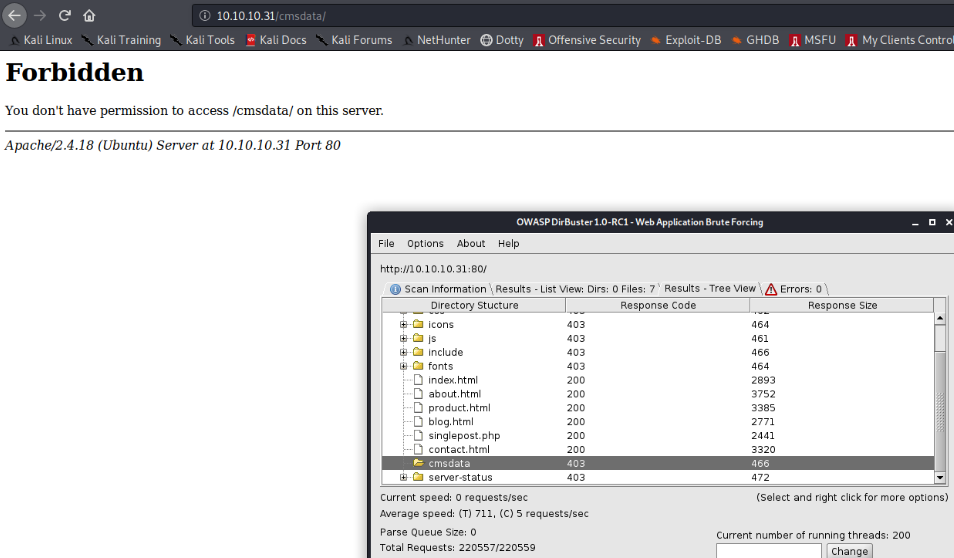 10.10.10.31/cmsdata/
Kali Linux Kali Training Kali Tools Kali Docs Kali Forums NetHunter Dotty Offensive Security Exploit-DB GHDB MSFU My Clients Control
Forbidden
You don't have permission to access /cmsdata/ on this server.
Apache/2.4.18 (Ubuntu) Server at 10.10.10.31 Port 80
OWASP DirBuster 1.0-RC1 - Web Application Brute Forcing
File Options About Help
http://10.10.10.31:80/
Scan Information Results - List View: Dirs: 0 Files: 7 Results - Tree View Errors: 0
Directory Stucture Response Code Response Size
icons 403 464
js 403 461
include 403 466
fonts 403 464
index.html 200 2893
about.html 200 3752
product.html 200 3385
blog.html 200 2771
singlepost.php 200 2441
contact.html 200 3320
cmsdata 403 466
server-status 403 472
Current speed: 0 requests/sec (Select and right click for more options)
Average speed: (T) 711, (C) 5 requests/sec
Parse Queue Size: 0
Current number of running threads: 200
Total Requests: 220557/220559
Change